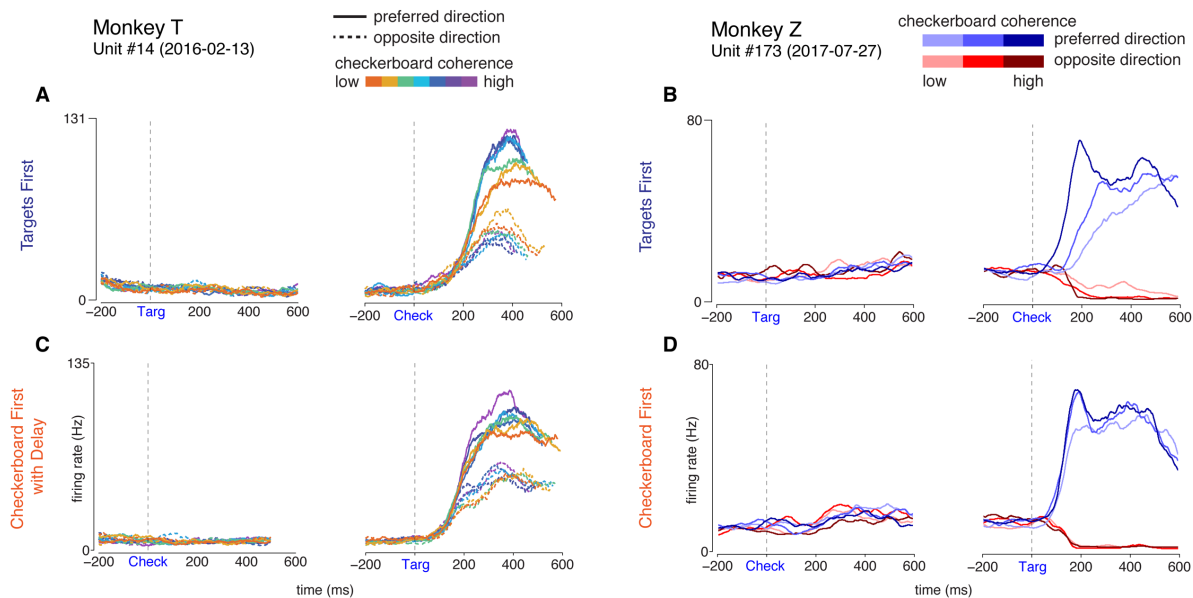 Monkey T
Unit #14 (2016-02-13)
preferred direction
opposite direction
checkerboard coherence
low high
Monkey Z
Unit #173 (2017-07-27)
checkerboard coherence
preferred direction
opposite direction
low high
A
Targets First
131
0
−200 Targ 200 400 600
−200 Check 200 400 600
B
Targets First
80
0
−200 Targ 200 400 600
−200 Check 200 400 600
C
Checkerboard First
with Delay
firing rate (Hz)
135
0
−200 Check 200 400 600
−200 Targ 200 400 600
time (ms)
D
Checkerboard First
firing rate (Hz)
80
0
−200 Check 200 400 600
−200 Targ 200 400 600
time (ms)